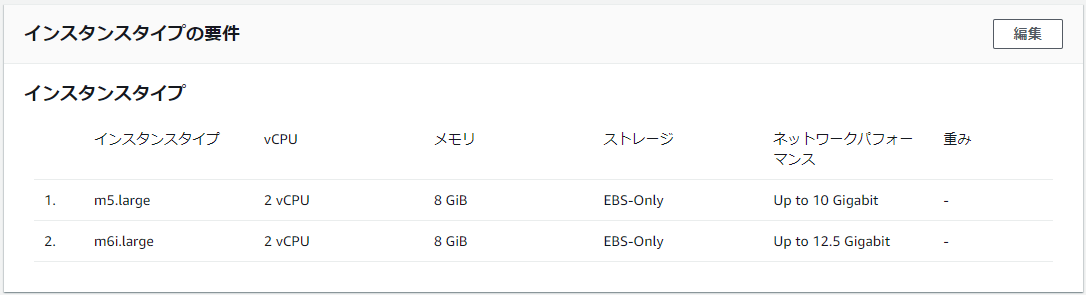 インスタンスタイプの要件
編集
インスタンスタイプ
インスタンスタイプ vCPU メモリ ストレージ ネットワークパフォーマンス 重み
1. m5.large 2 vCPU 8 GiB EBS-Only Up to 10 Gigabit -
2. m6i.large 2 vCPU 8 GiB EBS-Only Up to 12.5 Gigabit -